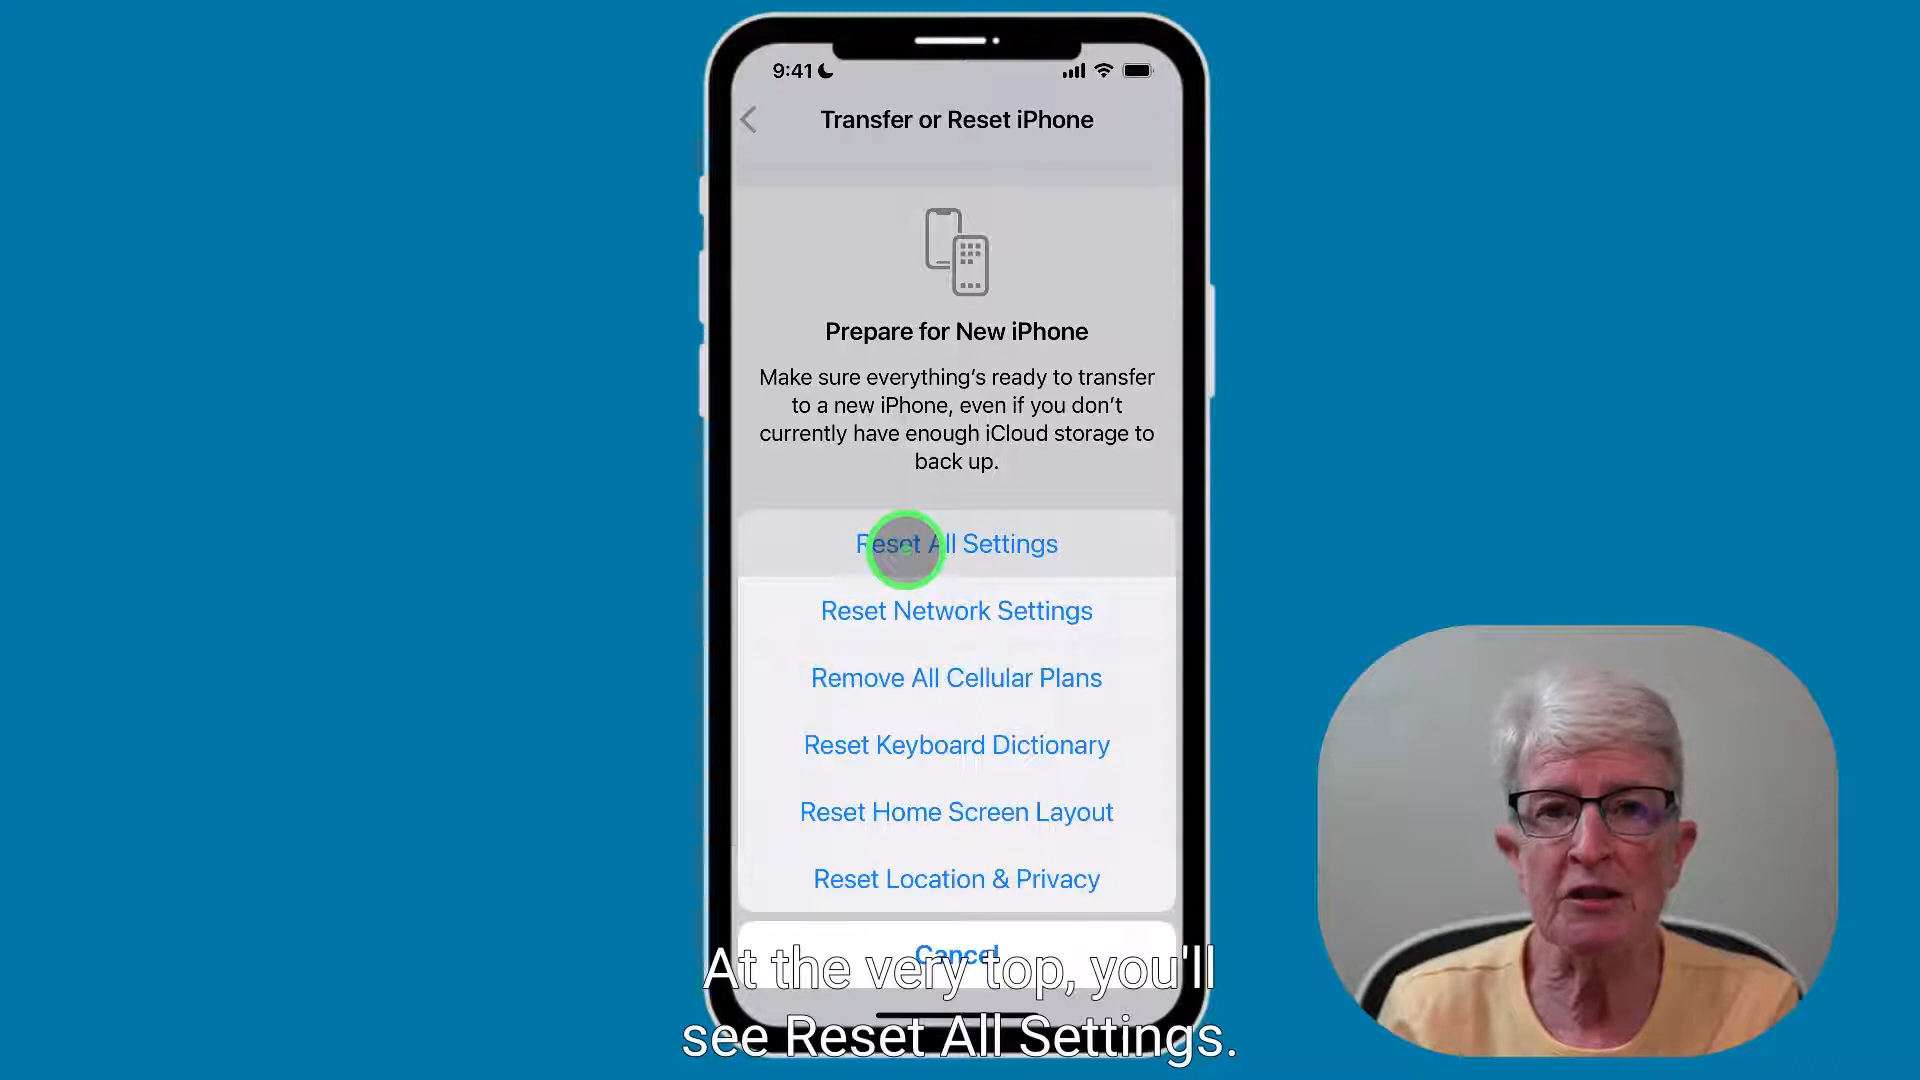 9:41
Transfer or Reset iPhone
Prepare for New iPhone
Make sure everything's ready to transfer
to a new iPhone, even if you don't
currently have enough iCloud storage to
back up.
Reset All Settings
Reset Network Settings
Remove All Cellular Plans
Reset Keyboard Dictionary
Reset Home Screen Layout
Reset Location & Privacy
Cancel
At the very top, you'll
see Reset All Settings.